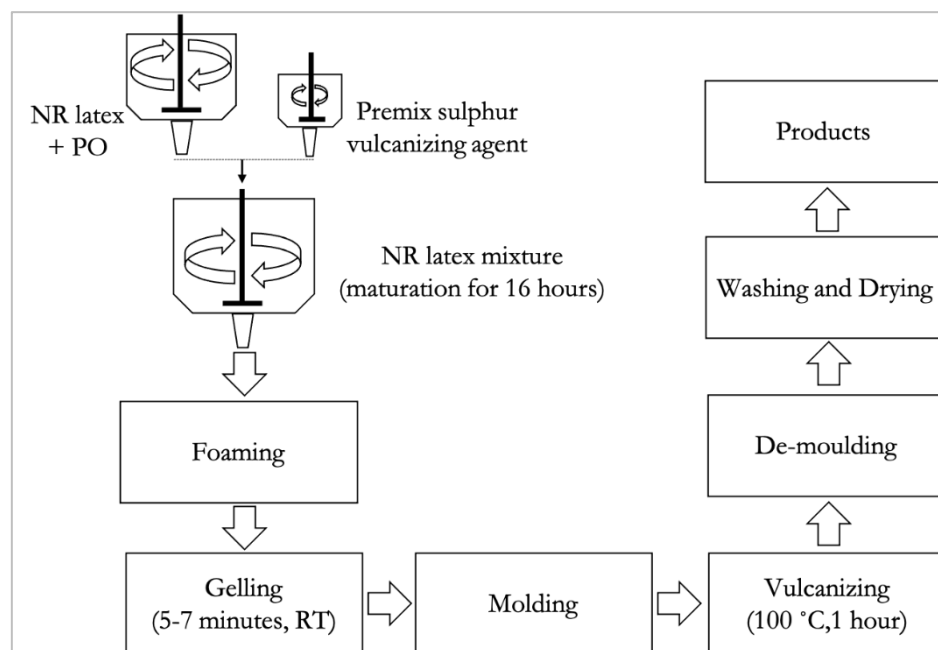 NR latex
+ PO
Premix sulphur
vulcanizing agent
NR latex mixture
(maturation for 16 hours)
Foaming
Gelling
(5-7 minutes, RT)
Molding
Vulcanizing
(100 ˚C,1 hour)
De-moulding
Washing and Drying
Products